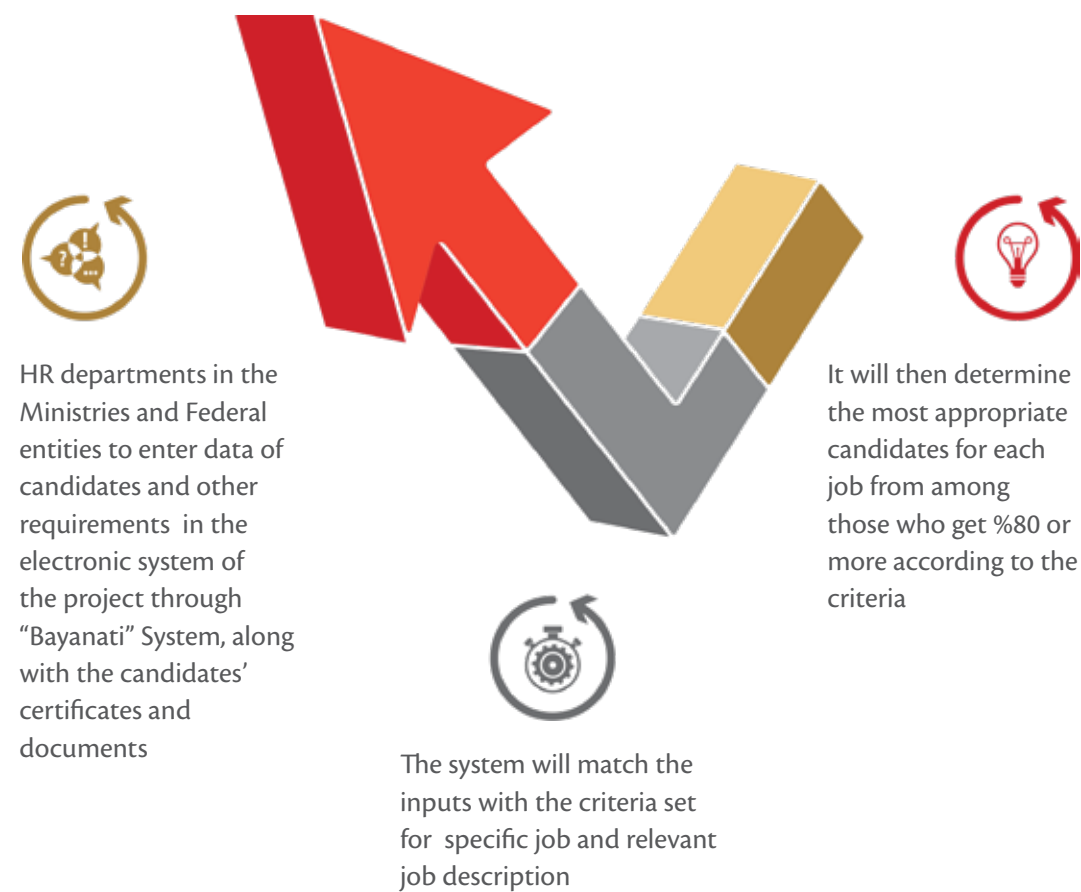 HR departments in the
Ministries and Federal
entities to enter data of
candidates and other
requirements in the
electronic system of
the project through
“Bayanati” System, along
with the candidates’
certificates and
documents
The system will match the
inputs with the criteria set
for specific job and relevant
job description
It will then determine
the most appropriate
candidates for each
job from among
those who get %80 or
more according to the
criteria